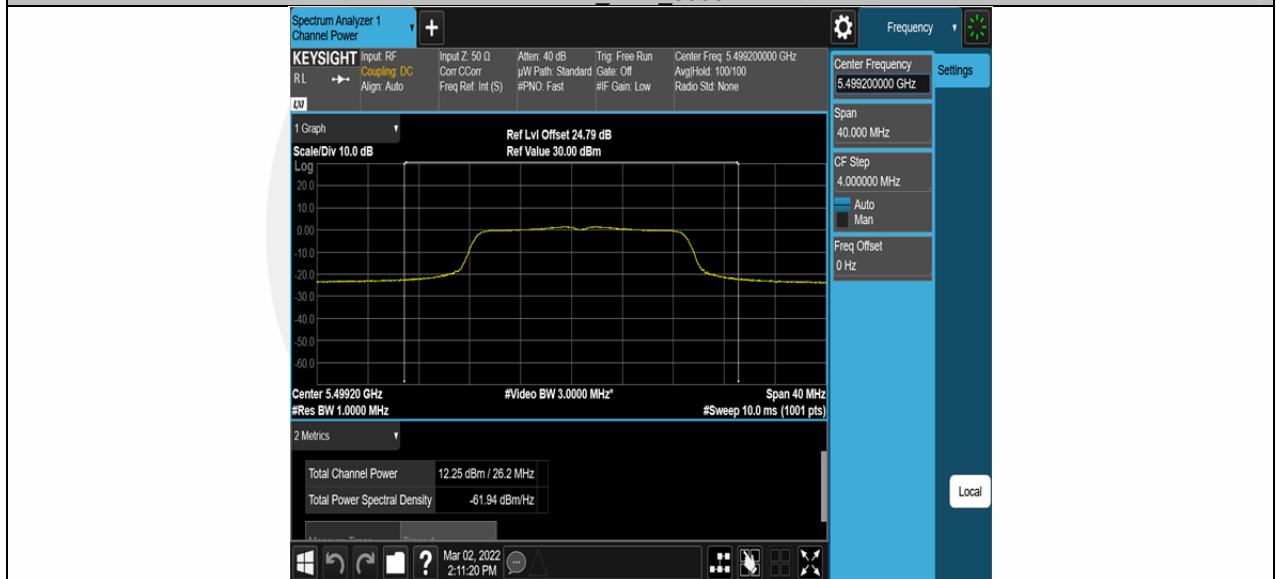 Spectrum Analyzer 1
Channel Power
+
Frequency
KEYSIGHT
RL
LXI
Input: RF
Coupling: DC
Align: Auto
Input Z: 50 Ω
Corr CCorr
Freq Ref: Int (S)
Atten: 40 dB
µW Path: Standard
#PNO: Fast
Trig: Free Run
Gate: Off
#IF Gain: Low
Center Freq: 5.499200000 GHz
Avg|Hold: 100/100
Radio Std: None
Center Frequency
5.499200000 GHz
Settings
Span
40.000 MHz
CF Step
4.000000 MHz
Auto
Man
Freq Offset
0 Hz
Local
1 Graph
Scale/Div 10.0 dB
Ref Lvl Offset 24.79 dB
Ref Value 30.00 dBm
Log
20.0
10.0
0.00
-10.0
-20.0
-30.0
-40.0
-50.0
-60.0
Center 5.49920 GHz
#Video BW 3.0000 MHz*
Span 40 MHz
#Res BW 1.0000 MHz
#Sweep 10.0 ms (1001 pts)
2 Metrics
Total Channel Power 12.25 dBm / 26.2 MHz
Total Power Spectral Density -61.94 dBm/Hz
?
Mar 02, 2022
2:11:20 PM